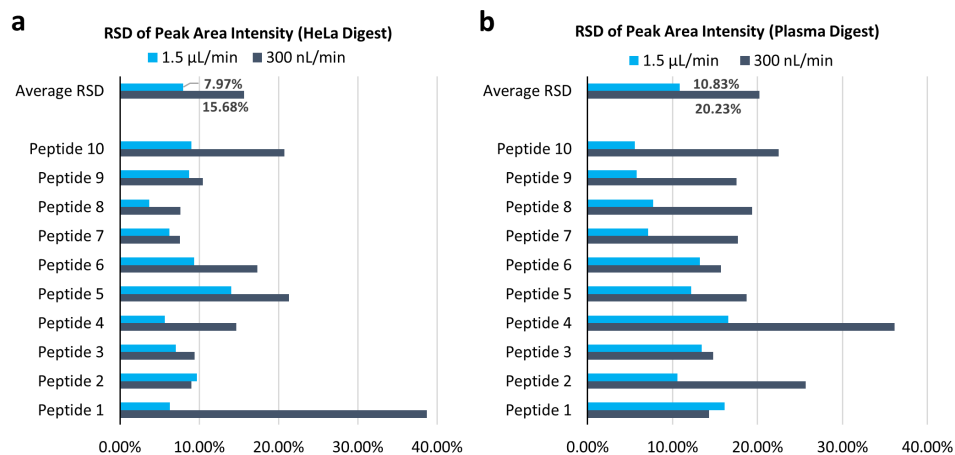 a
RSD of Peak Area Intensity (HeLa Digest)
1.5 µL/min 300 nL/min
Average RSD
7.97%
15.68%
Peptide 10
Peptide 9
Peptide 8
Peptide 7
Peptide 6
Peptide 5
Peptide 4
Peptide 3
Peptide 2
Peptide 1
0.00% 10.00% 20.00% 30.00% 40.00%
b
RSD of Peak Area Intensity (Plasma Digest)
1.5 µL/min 300 nL/min
Average RSD
10.83%
20.23%
Peptide 10
Peptide 9
Peptide 8
Peptide 7
Peptide 6
Peptide 5
Peptide 4
Peptide 3
Peptide 2
Peptide 1
0.00% 10.00% 20.00% 30.00% 40.00%